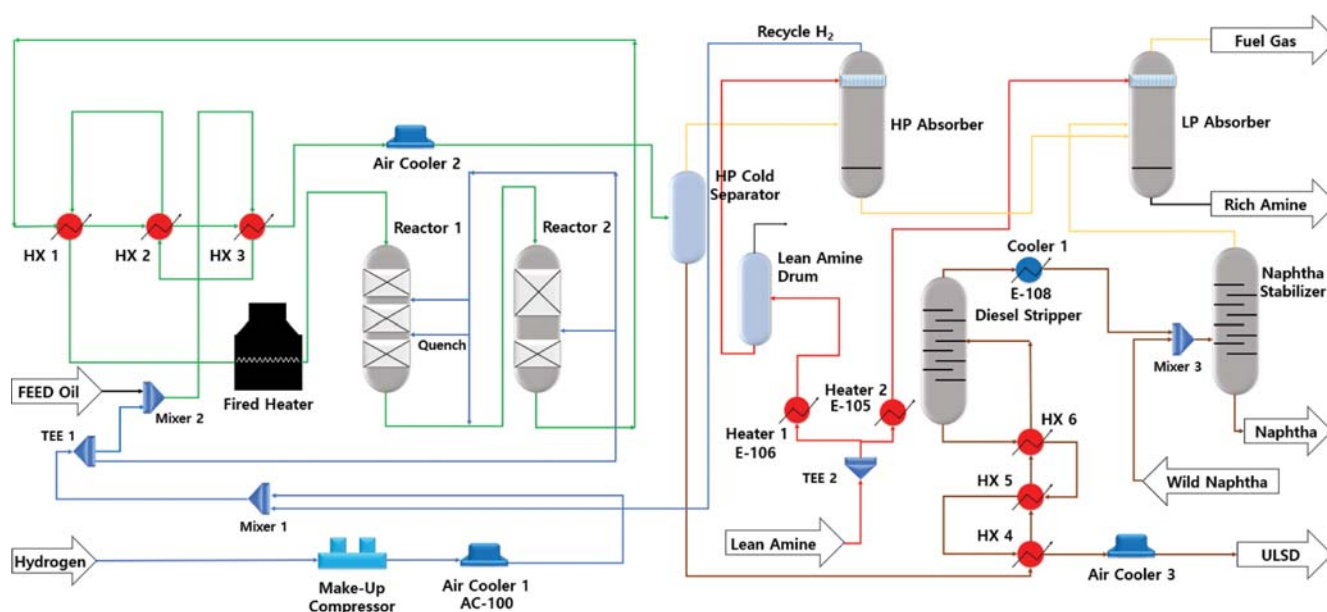 Recycle H₂
Fuel Gas
HP Absorber
LP Absorber
Air Cooler 2
HP Cold
Separator
Rich Amine
HX 1
HX 2
HX 3
Reactor 1
Reactor 2
Lean Amine
Drum
Cooler 1
E-108
Naphtha
Stabilizer
Diesel Stripper
Quench
Mixer 3
FEED Oil
Mixer 2
Fired Heater
Heater 2
E-105
Heater 1
E-106
HX 6
Naphtha
TEE 1
TEE 2
HX 5
Wild Naphtha
Mixer 1
Lean Amine
HX 4
Hydrogen
Make-Up
Compressor
Air Cooler 1
AC-100
Air Cooler 3
ULSD